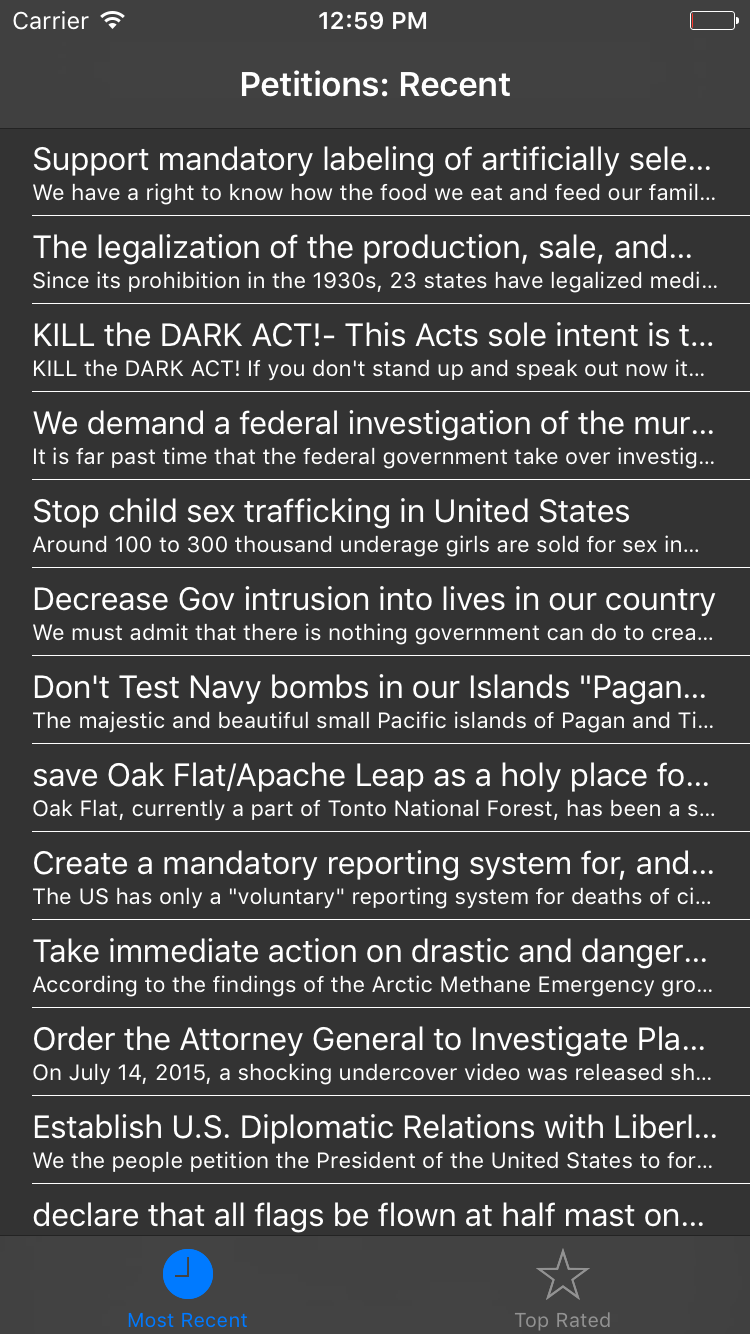 Carrier 12:59 PM
Petitions: Recent
Support mandatory labeling of artificially sele...
We have a right to know how the food we eat and feed our famil...
The legalization of the production, sale, and...
Since its prohibition in the 1930s, 23 states have legalized medi...
KILL the DARK ACT!- This Acts sole intent is t...
KILL the DARK ACT! If you don't stand up and speak out now it...
We demand a federal investigation of the mur...
It is far past time that the federal government take over investig...
Stop child sex trafficking in United States
Around 100 to 300 thousand underage girls are sold for sex in...
Decrease Gov intrusion into lives in our country
We must admit that there is nothing government can do to crea...
Don't Test Navy bombs in our Islands "Pagan...
The majestic and beautiful small Pacific islands of Pagan and Ti...
save Oak Flat/Apache Leap as a holy place fo...
Oak Flat, currently a part of Tonto National Forest, has been a s...
Create a mandatory reporting system for, and...
The US has only a "voluntary" reporting system for deaths of ci...
Take immediate action on drastic and danger...
According to the findings of the Arctic Methane Emergency gro...
Order the Attorney General to Investigate Pla...
On July 14, 2015, a shocking undercover video was released sh...
Establish U.S. Diplomatic Relations with Liberl...
We the people petition the President of the United States to for...
declare that all flags be flown at half mast on...
Most Recent Top Rated